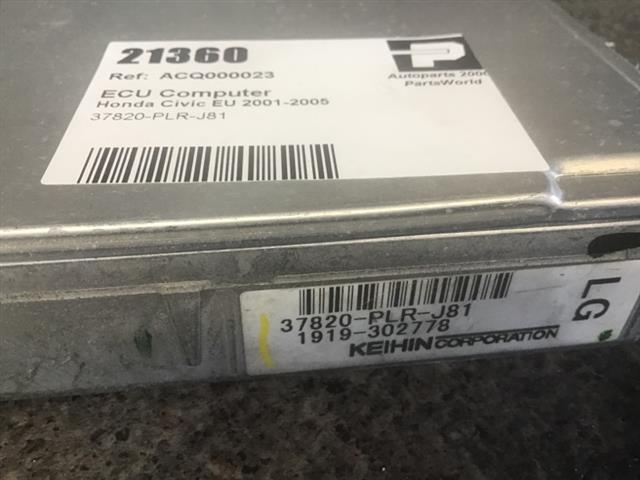 21360
Ref: ACQ000023
ECU Computer
Honda Civic EU 2001-2005
37820-PLR-J81
P
Autoparts 2000
PartsWorld
37820-PLR-J81
1919-302778
KEIHIN CORPORATION
LG